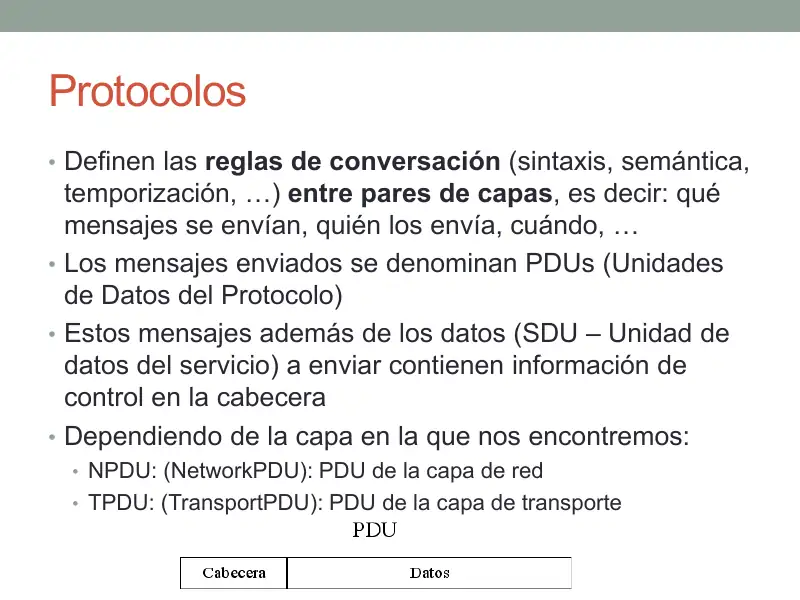 Protocolos
• Definen las reglas de conversación (sintaxis, semántica,
temporización, …) entre pares de capas, es decir: qué
mensajes se envían, quién los envía, cuándo, …
• Los mensajes enviados se denominan PDUs (Unidades
de Datos del Protocolo)
• Estos mensajes además de los datos (SDU – Unidad de
datos del servicio) a enviar contienen información de
control en la cabecera
• Dependiendo de la capa en la que nos encontremos:
• NPDU: (NetworkPDU): PDU de la capa de red
• TPDU: (TransportPDU): PDU de la capa de transporte
PDU
Cabecera Datos